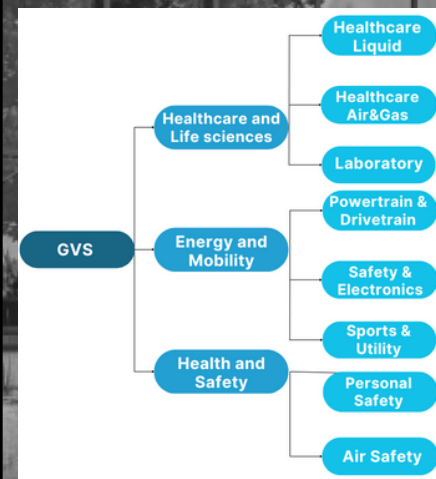 Healthcare
Liquid
Healthcare and
Life sciences
Healthcare
Air&Gas
Laboratory
GVS
Energy and
Mobility
Powertrain &
Drivetrain
Safety &
Electronics
Sports &
Utility
Health and
Safety
Personal
Safety
Air Safety